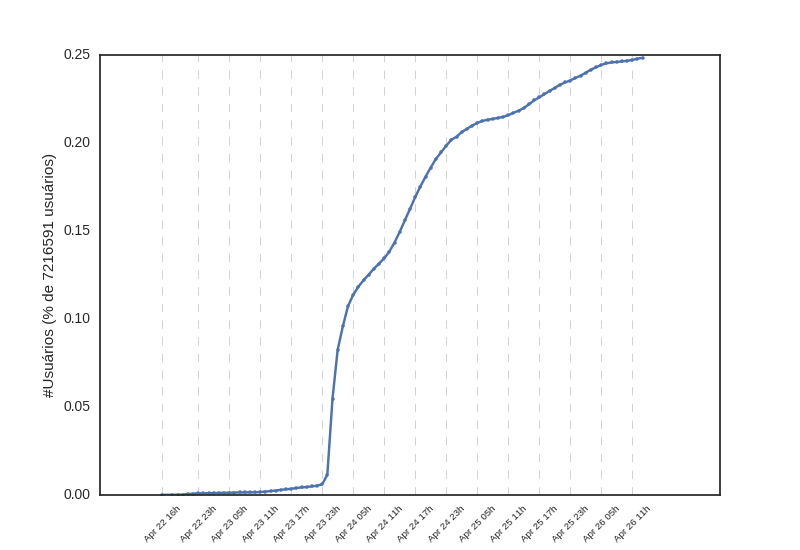 0.25
0.20
0.15
0.10
0.05
0.00
#Usuários (% de 7216591 usuários)
Apr 22 16h
Apr 22 23h
Apr 23 05h
Apr 23 11h
Apr 23 17h
Apr 23 23h
Apr 24 05h
Apr 24 11h
Apr 24 17h
Apr 24 23h
Apr 25 05h
Apr 25 11h
Apr 25 17h
Apr 25 23h
Apr 26 05h
Apr 26 11h